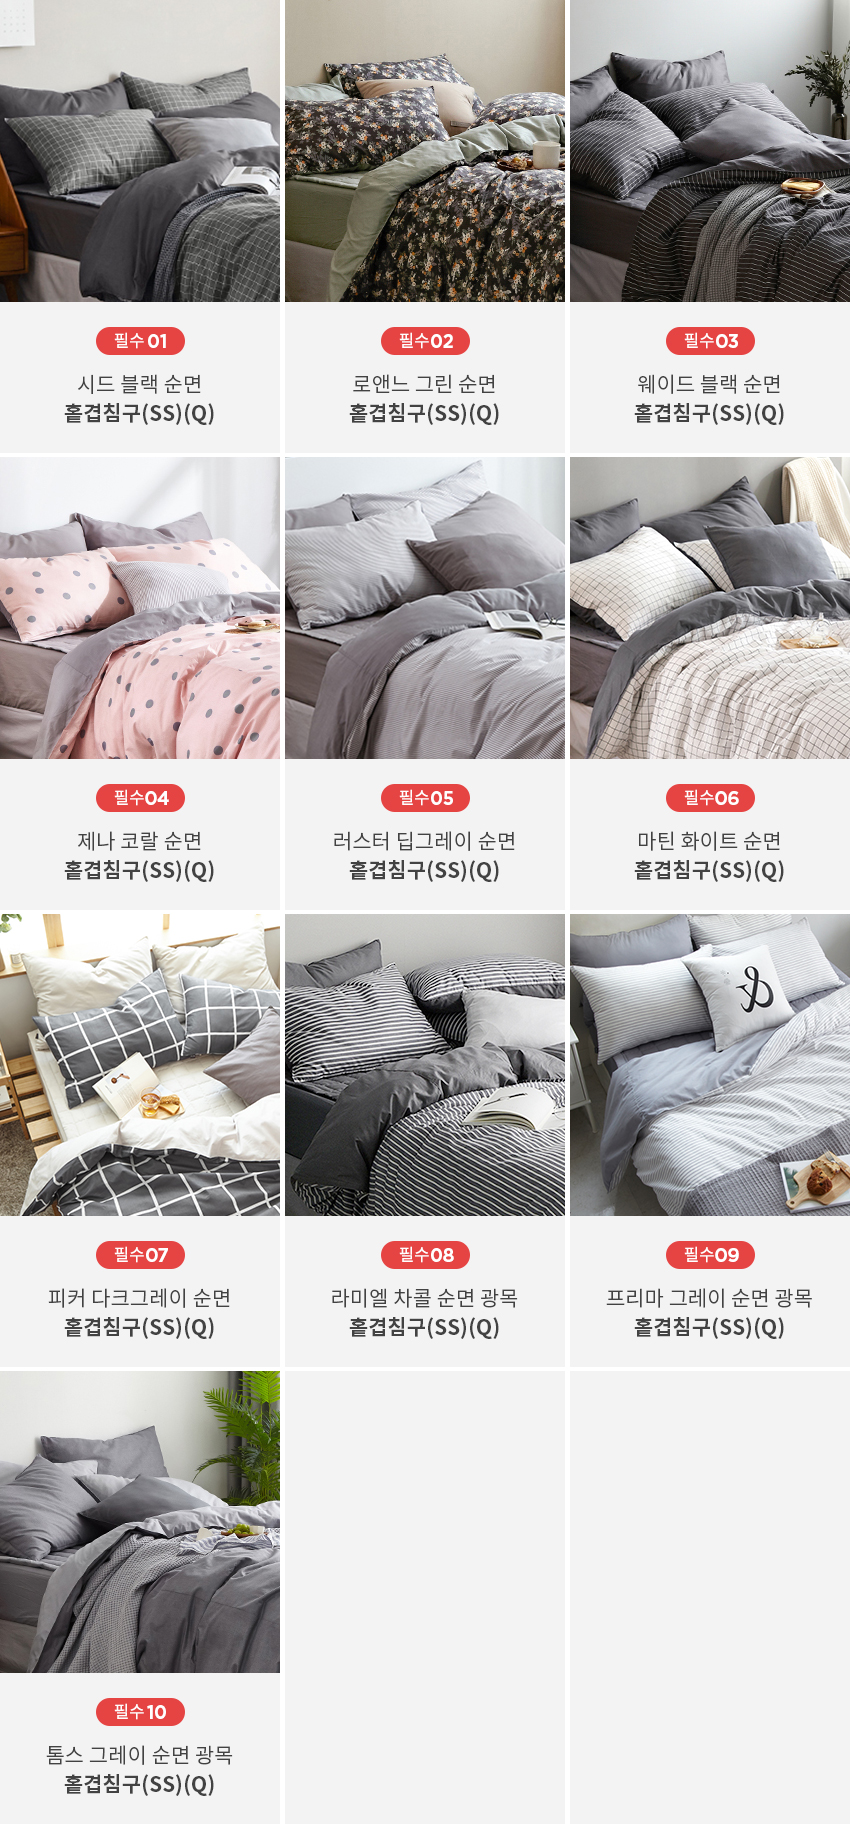 필수 01
시드 블랙 순면
홑겹침구(SS)(Q)
필수02
로앤느 그린 순면
홑겹침구(SS)(Q)
필수03
웨이드 블랙 순면
홑겹침구(SS)(Q)
필수04
제나 코랄 순면
홑겹침구(SS)(Q)
필수05
러스터 딥그레이 순면
홑겹침구(SS)(Q)
필수06
마틴 화이트 순면
홑겹침구(SS)(Q)
필수07
피커 다크그레이 순면
홑겹침구(SS)(Q)
필수08
라미엘 차콜 순면 광목
홑겹침구(SS)(Q)
&
필수09
프리마 그레이 순면 광목
홑겹침구(SS)(Q)
필수 10
톰스 그레이 순면 광목
홑겹침구(SS)(Q)